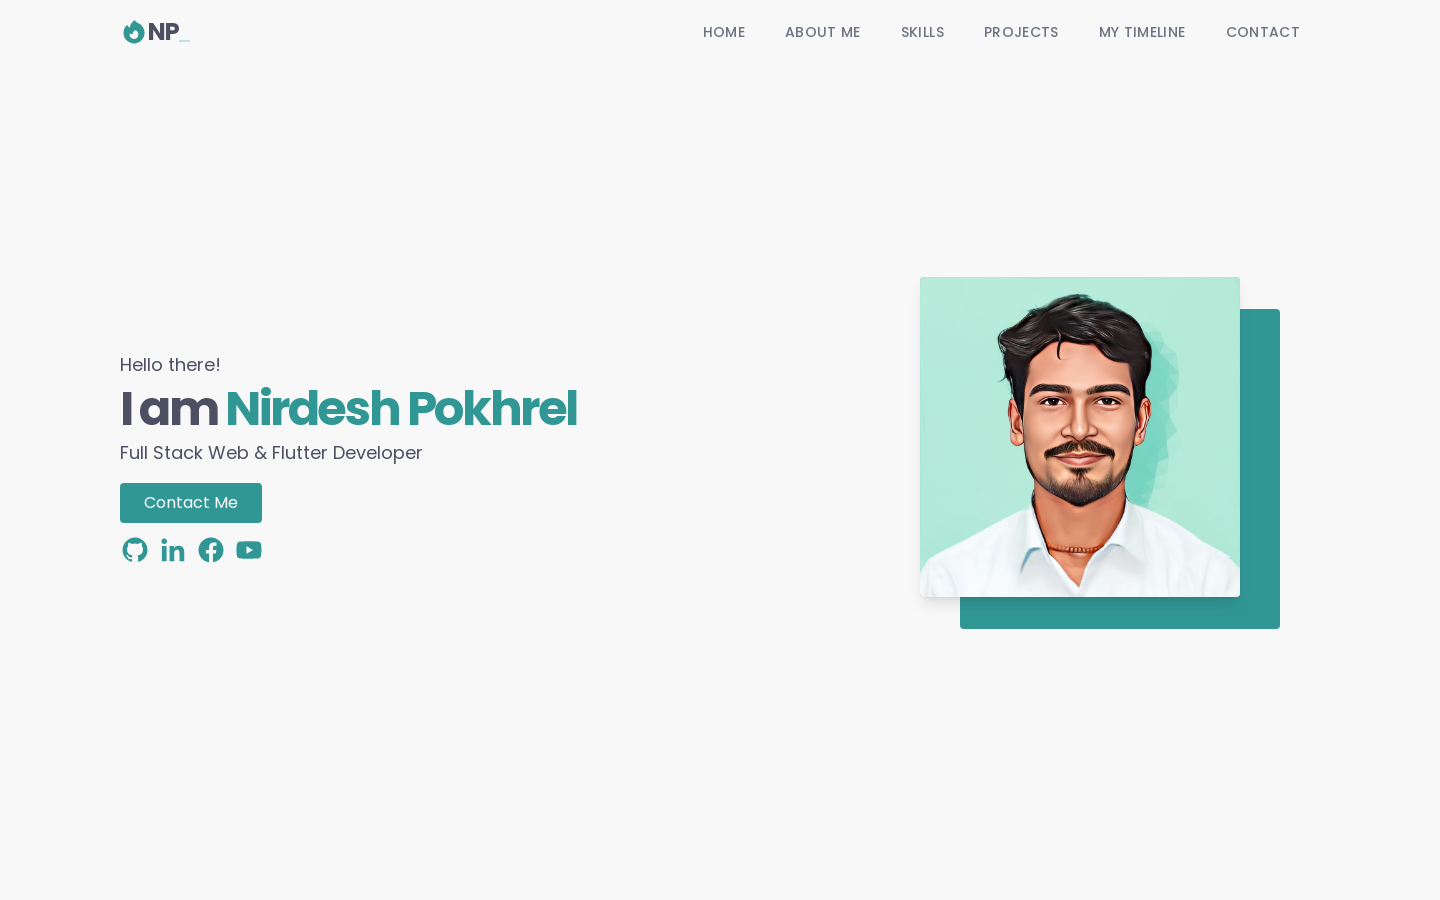 NP_
HOME ABOUT ME SKILLS PROJECTS MY TIMELINE CONTACT
Hello there!
I am Nirdesh Pokhrel
Full Stack Web & Flutter Developer
Contact Me